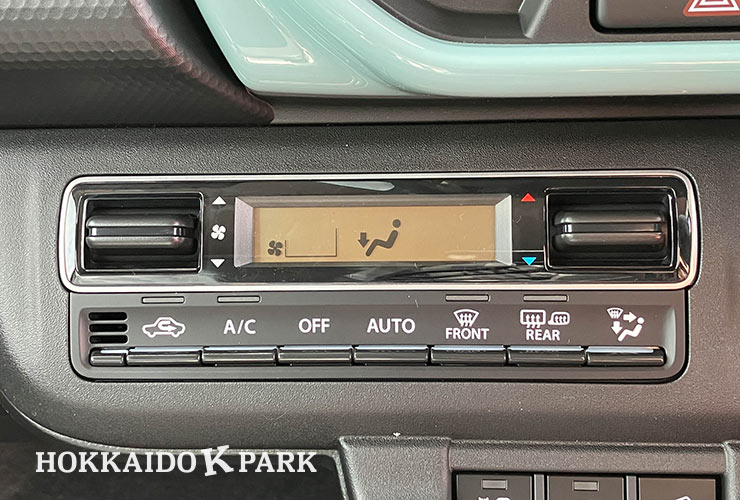 A/C
OFF
AUTO
FRONT
REAR
HOKKAIDO K PARK